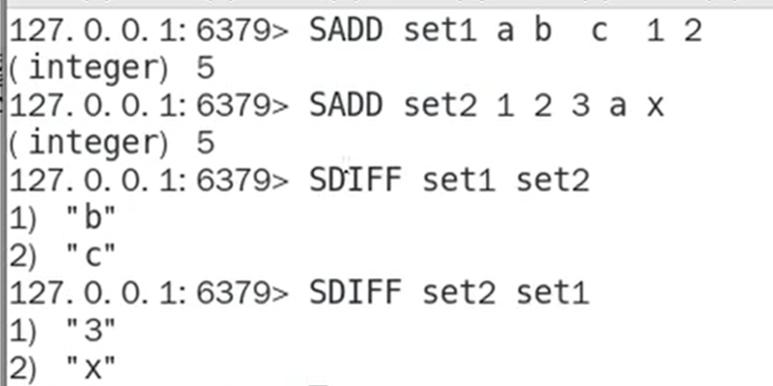 127.0.0.1:6379> SADD set1 a b  c  1 2
(integer) 5
127.0.0.1:6379> SADD set2 1 2 3 a x
(integer) 5
127.0.0.1:6379> SDIFF set1 set2
1) "b"
2) "c"
127.0.0.1:6379> SDIFF set2 set1
1) "3"
2) "x"